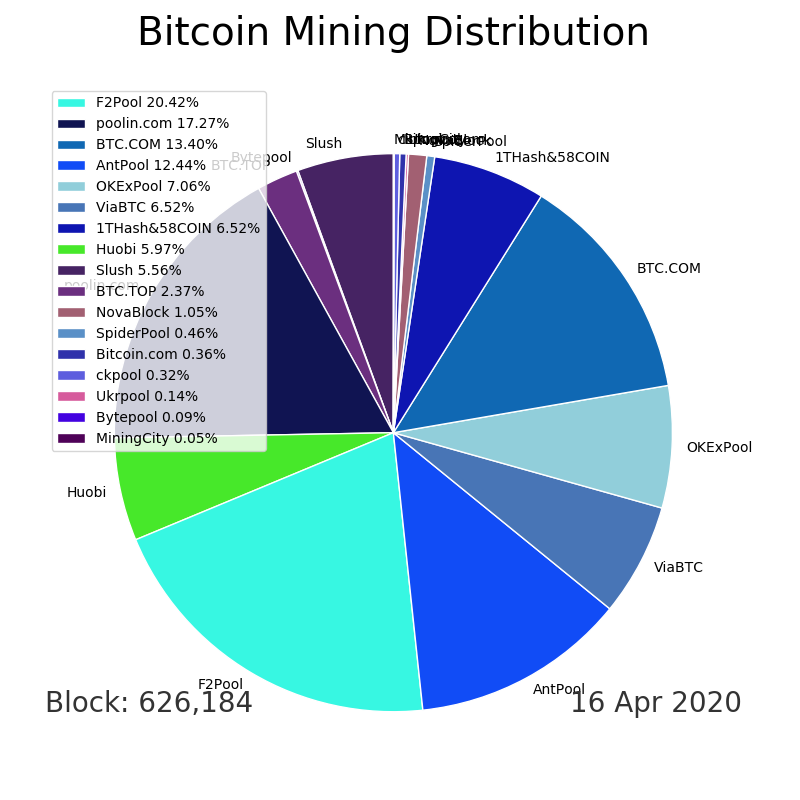 Bitcoin Mining Distribution
F2Pool 20.42%
poolin.com 17.27%
BTC.COM 13.40%
AntPool 12.44%
OKExPool 7.06%
ViaBTC 6.52%
1THash&58COIN 6.52%
Huobi 5.97%
Slush 5.56%
BTC.TOP 2.37%
NovaBlock 1.05%
SpiderPool 0.46%
Bitcoin.com 0.36%
ckpool 0.32%
Ukrpool 0.14%
Bytepool 0.09%
MiningCity 0.05%
Slush
Bytepool
BTC.TOP
SpiderPool
1THash&58COIN
BTC.COM
poolin.com
OKExPool
Huobi
ViaBTC
F2Pool
AntPool
Block: 626,184
16 Apr 2020